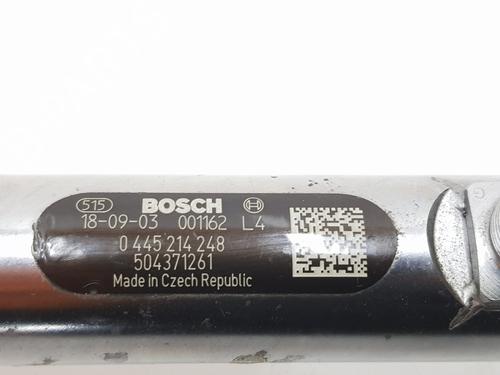 515 BOSCH
18-09-03 001162 L4
0 445 214 248
504371261
Made in Czech Republic